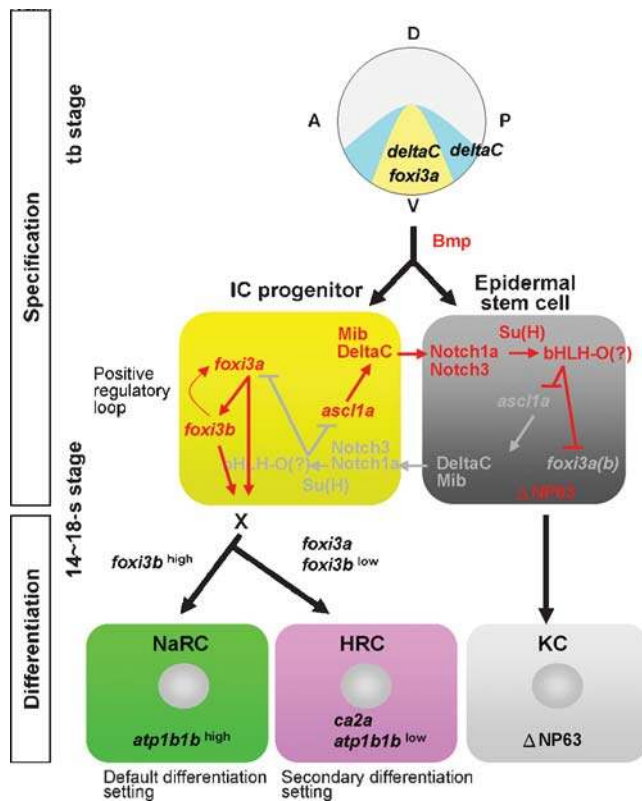 D
A
P
deltaC
deltaC
foxi3a
V
Bmp
tb stage
Specification
IC progenitor
Epidermal
stem cell
Mib
DeltaC
Su(H)
Notch1a
bHLH-O(?)
Notch3
foxi3a
ascl1a
ascl1a
Positive
regulatory
loop
foxi3b
Notch3
bHLH-O(?)
Notch1a
Su(H)
DeltaC
Mib
foxi3a(b)
ΔNP63
14~18-s stage
X
foxi3b high
foxi3a
foxi3b low
Differentiation
NaRC
HRC
KC
atp1b1b high
ca2a
atp1b1b low
ΔNP63
Default differentiation
setting
Secondary differentiation
setting